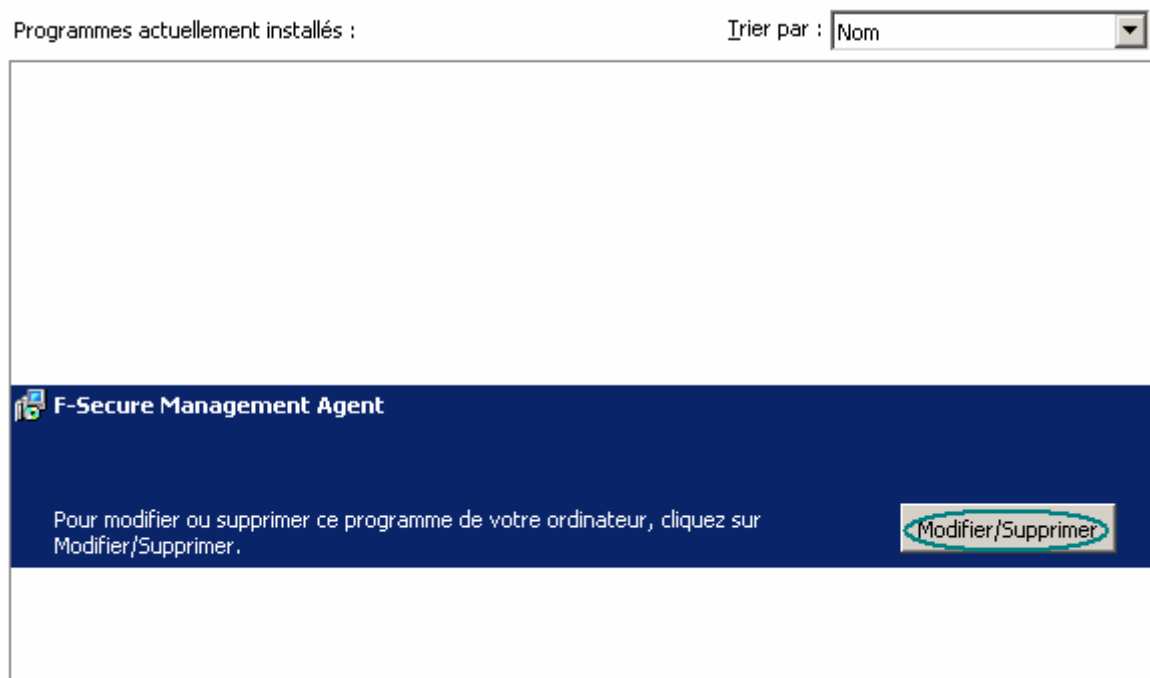 Programmes actuellement installés :
Trier par : Nom
F-Secure Management Agent
Pour modifier ou supprimer ce programme de votre ordinateur, cliquez sur
Modifier/Supprimer.
Modifier/Supprimer